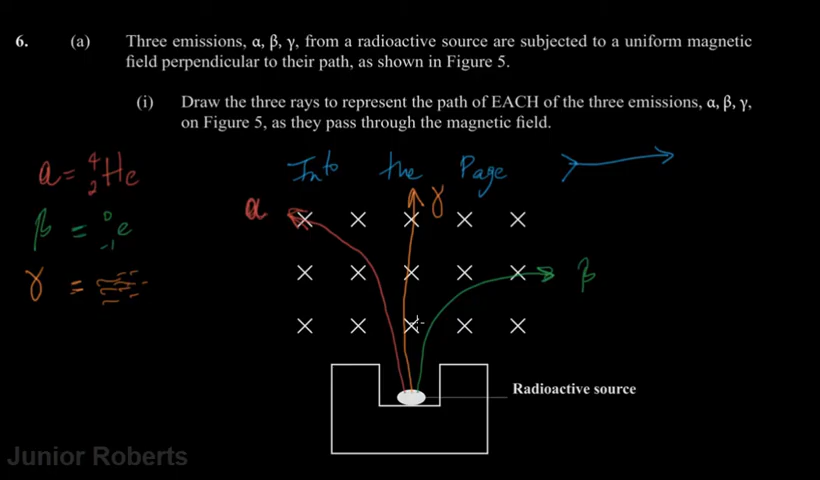 6. (a) Three emissions, α, β, γ, from a radioactive source are subjected to a uniform magnetic
field perpendicular to their path, as shown in Figure 5.
(i) Draw the three rays to represent the path of EACH of the three emissions, α, β, γ,
on Figure 5, as they pass through the magnetic field.
Into the Page
α = ⁴₂He
β = ⁰₋₁e
γ =
α
γ
β
Radioactive source
Junior Roberts